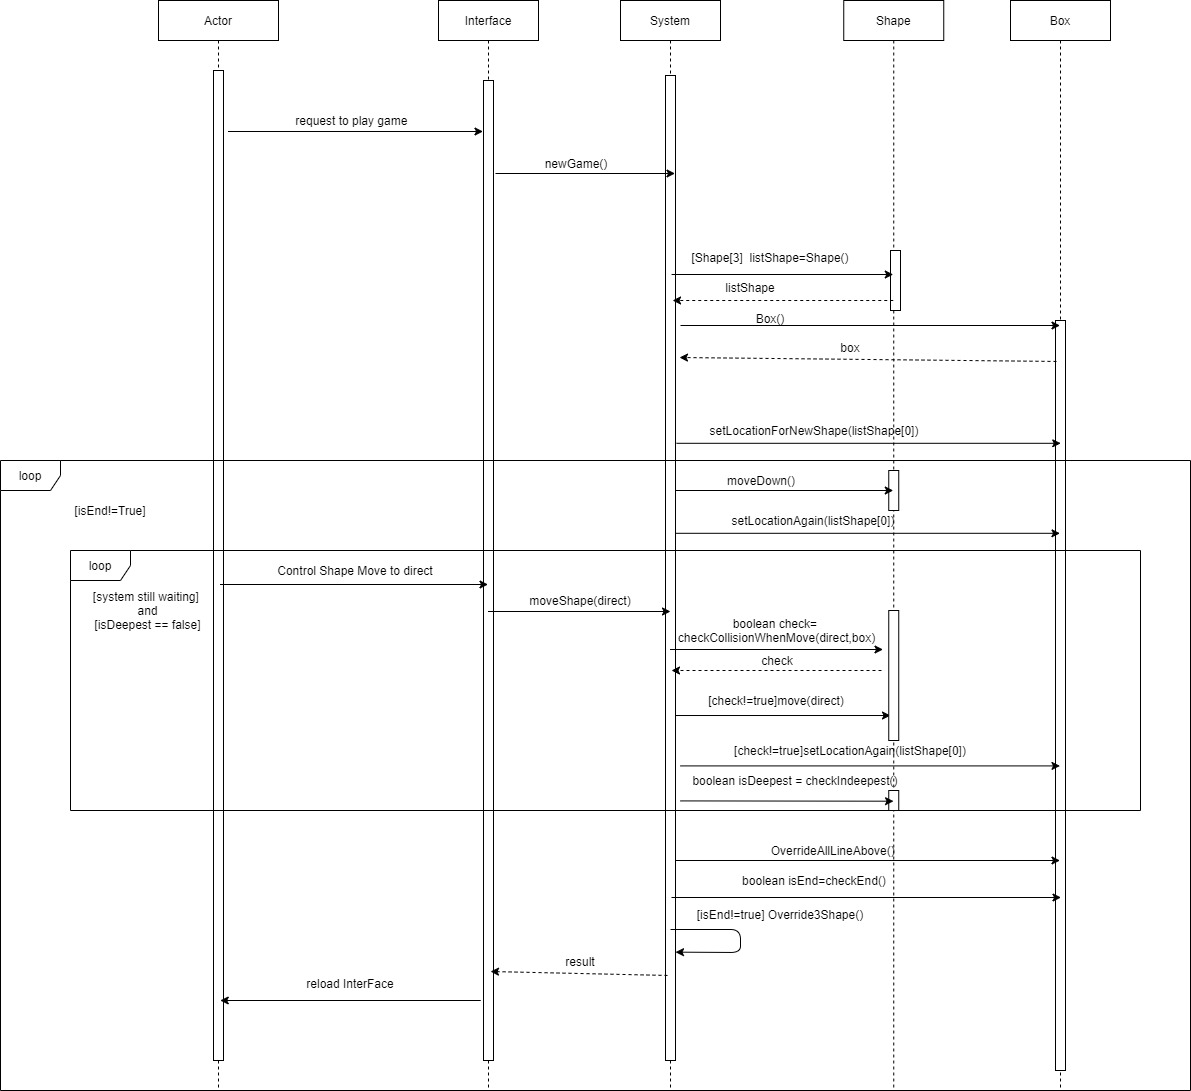 Actor
Interface
System
Shape
Box
request to play game
newGame()
[Shape[3]  listShape=Shape()
listShape
Box()
box
setLocationForNewShape(listShape[0])
loop
moveDown()
[isEnd!=True]
setLocationAgain(listShape[0])
loop
Control Shape Move to direct
[system still waiting]
and
[isDeepest == false]
moveShape(direct)
boolean check=
checkCollisionWhenMove(direct,box)
check
[check!=true]move(direct)
[check!=true]setLocationAgain(listShape[0])
boolean isDeepest = checkIndeepest()
OverrideAllLineAbove()
boolean isEnd=checkEnd()
[isEnd!=true] Override3Shape()
result
reload InterFace